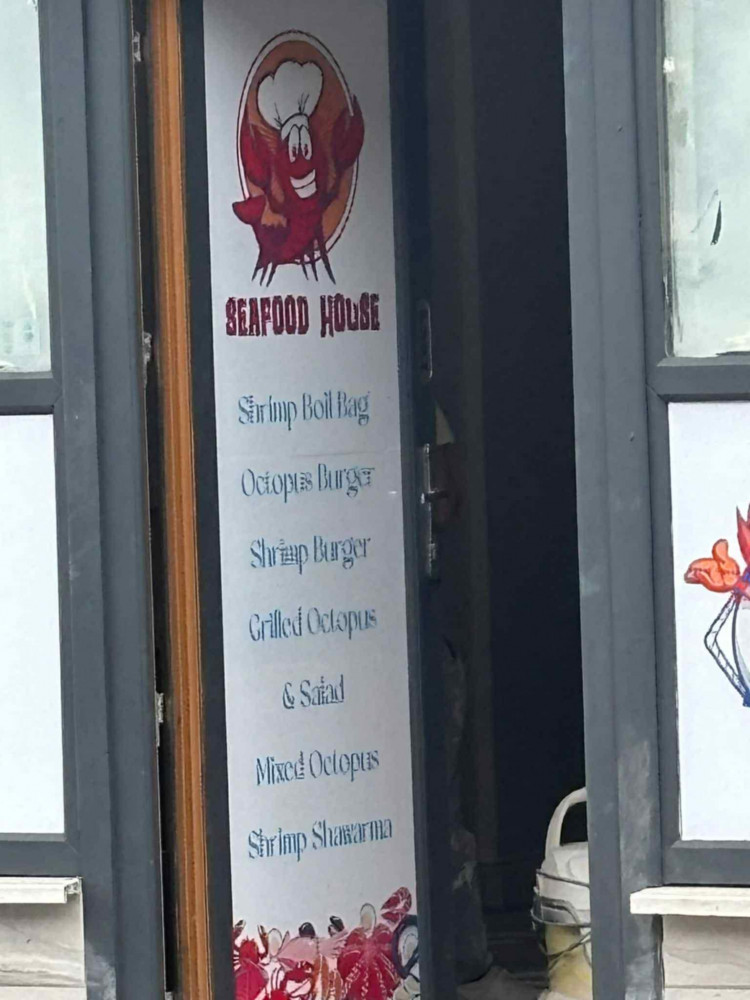 SEAFOOD HOUSE
Shrimp Boil Bag
Octopus Burger
Shrimp Burger
Grilled Octopus
& Salad
Mixed Octopus
Shrimp Shawarma